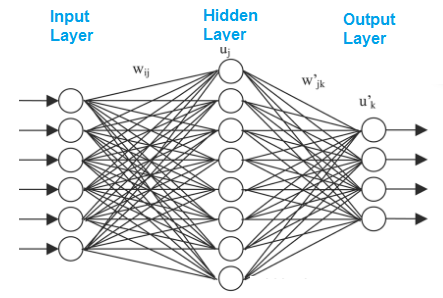 Input
Layer
Hidden
Layer
Output
Layer
uj
wij
w'jk
u'k